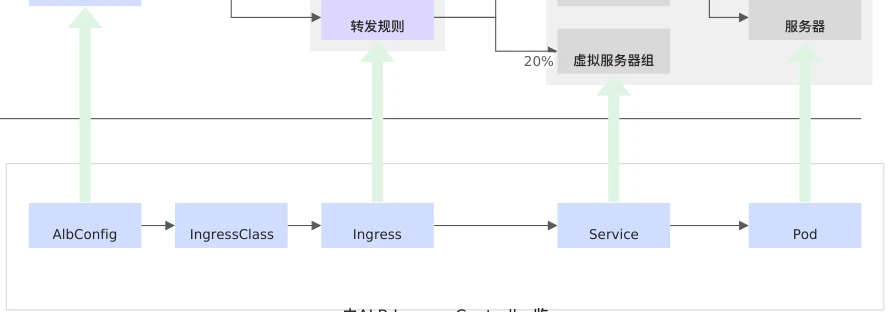 转发规则
服务器
虚拟服务器组
20%
AlbConfig
IngressClass
Ingress
Service
Pod